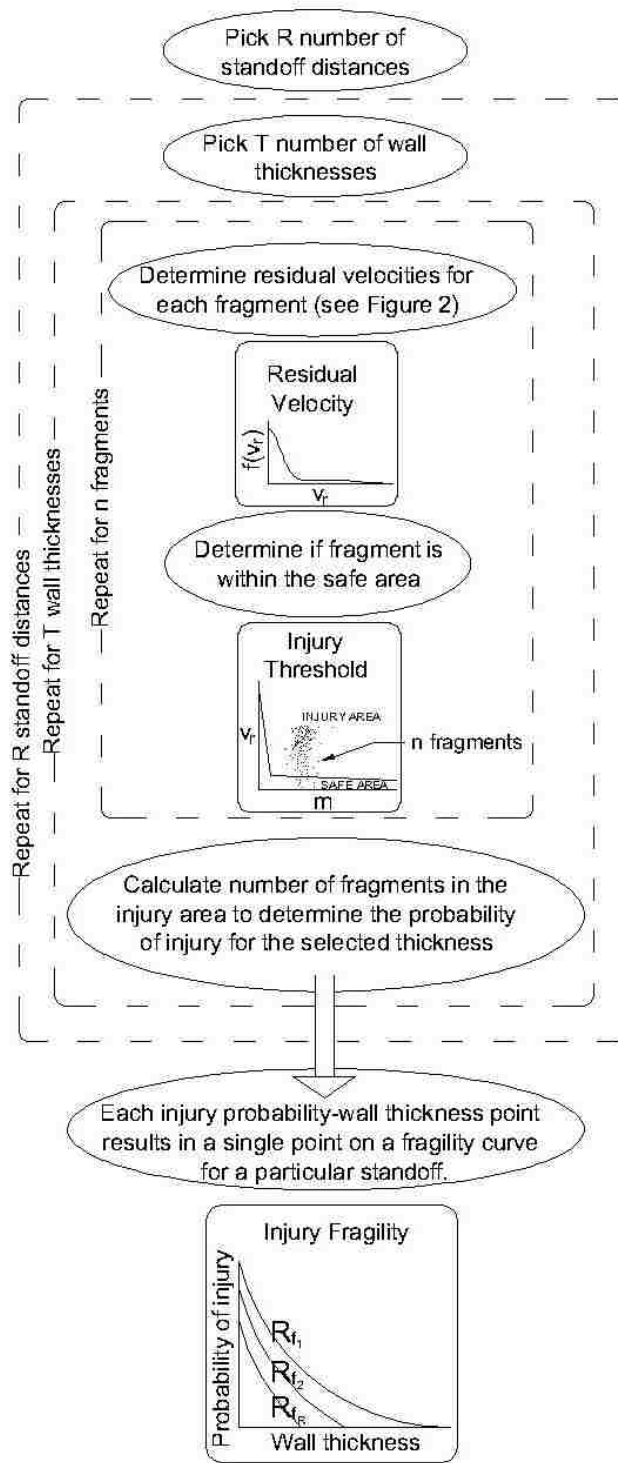 Pick R number of
standoff distances
Pick T number of wall
thicknesses
Determine residual velocities for
each fragment (see Figure 2)
Residual
Velocity
f(vᵣ)
vᵣ
Determine if fragment is
within the safe area
Injury
Threshold
INJURY AREA
vᵣ
n fragments
SAFE AREA
m
Repeat for n fragments
Repeat for T wall thicknesses
Repeat for R standoff distances
Calculate number of fragments in the
injury area to determine the probability
of injury for the selected thickness
Each injury probability-wall thickness point
results in a single point on a fragility curve
for a particular standoff.
Injury Fragility
Probability of injury
R_f₁
R_f₂
R_f_R
Wall thickness